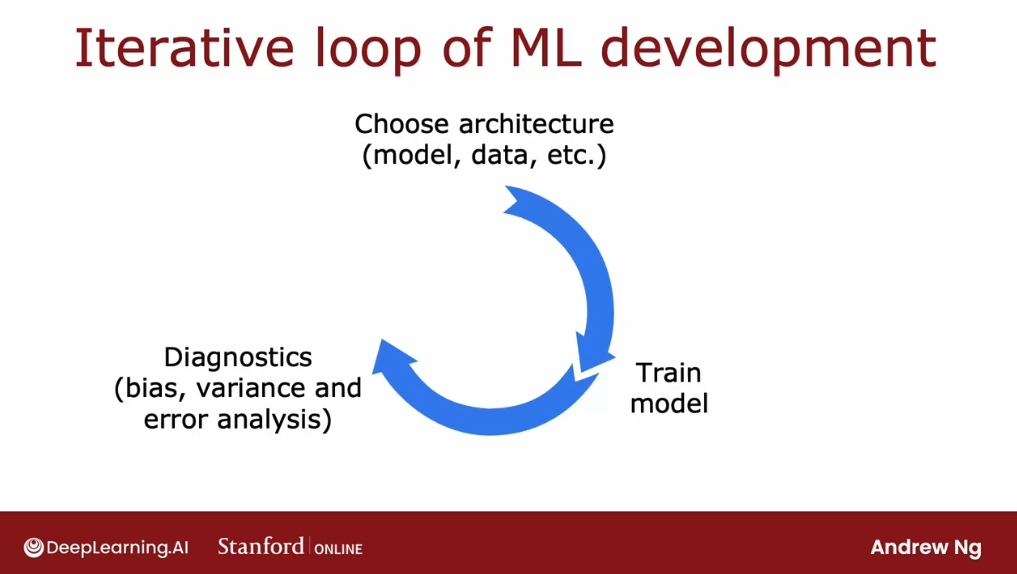 Iterative loop of ML development
Choose architecture
(model, data, etc.)
Train
model
Diagnostics
(bias, variance and
error analysis)
DeepLearning.AI
Stanford | ONLINE
Andrew Ng